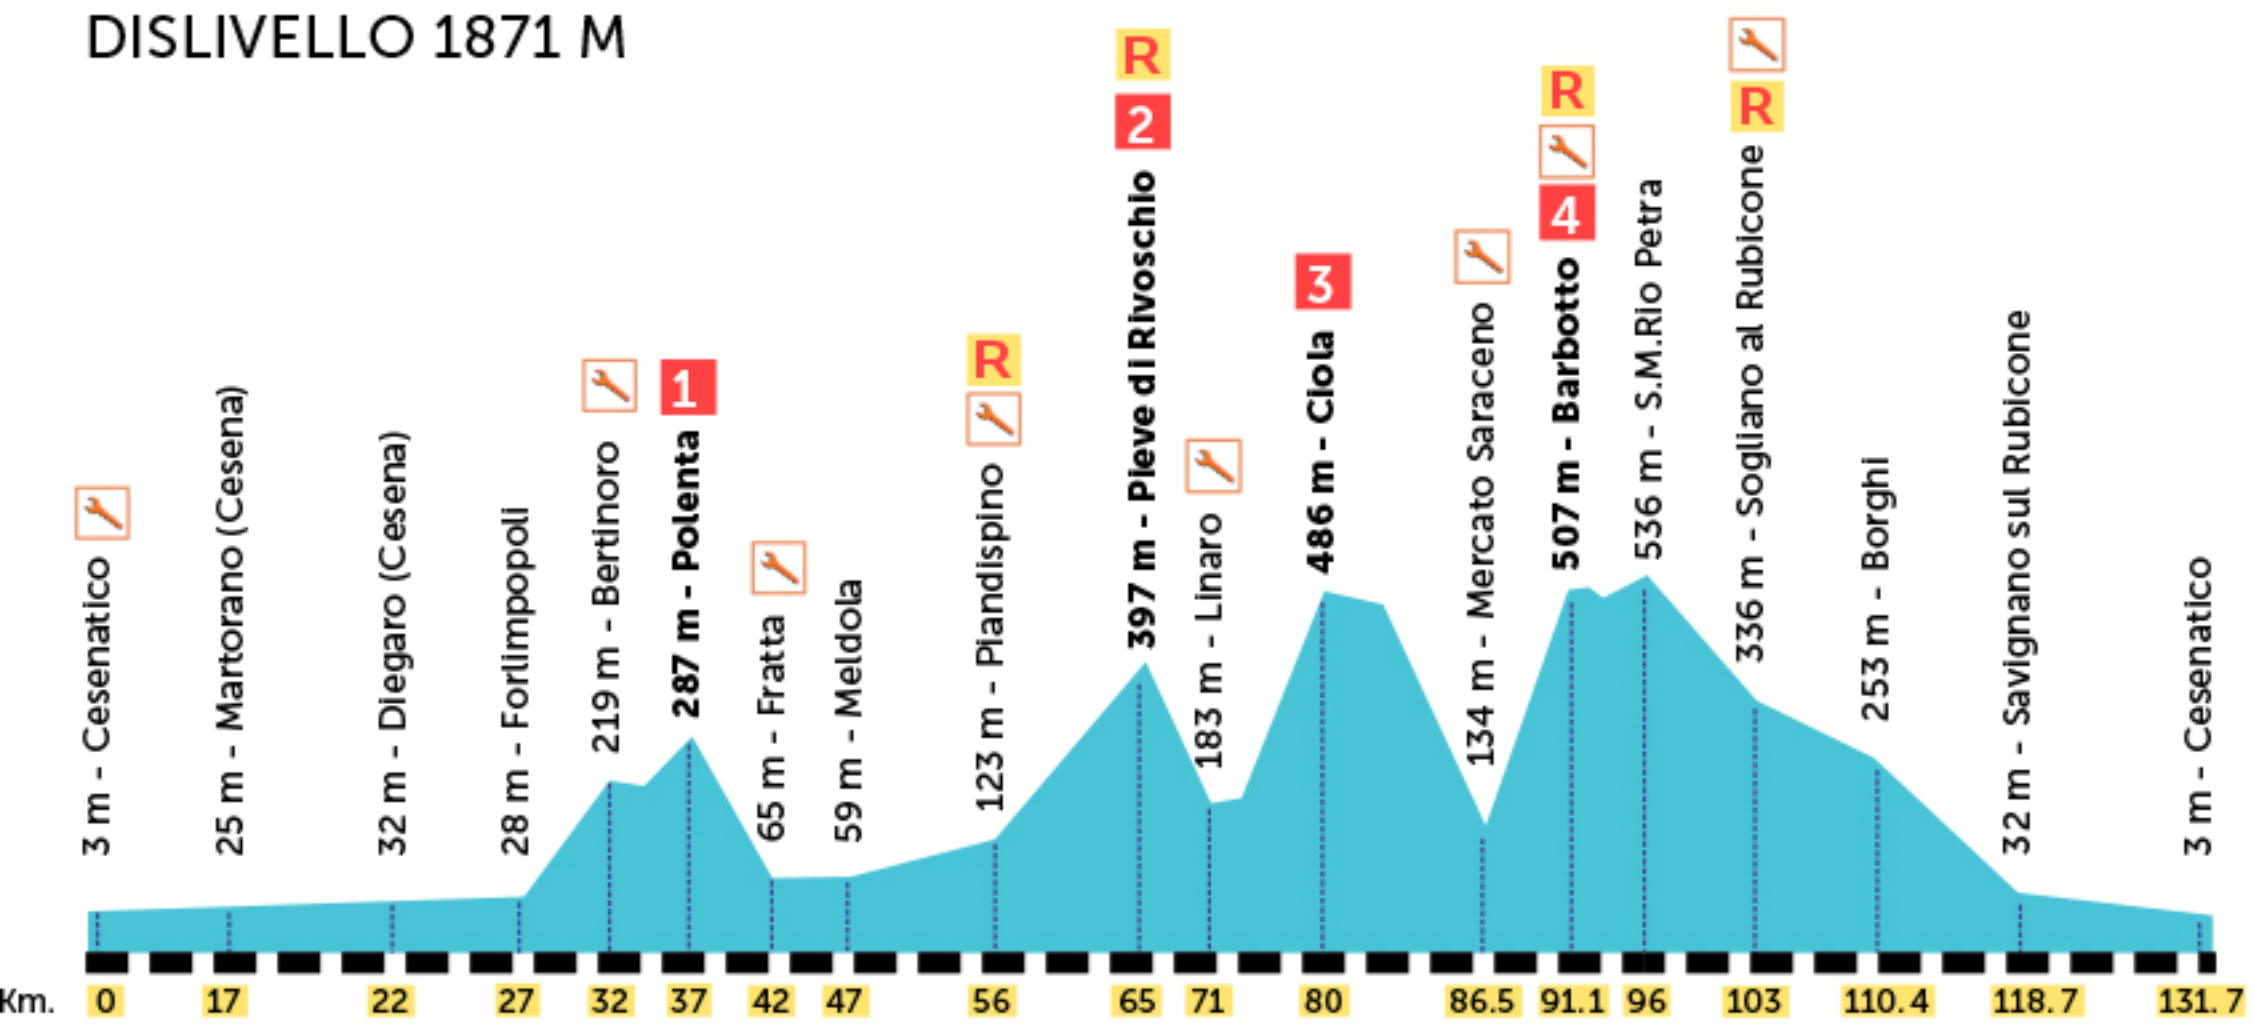 DISLIVELLO 1871 M
3 m - Cesenatico
25 m - Martorano (Cesena)
32 m - Diegaro (Cesena)
28 m - Forlimpopoli
219 m - Bertinoro
1
287 m - Polenta
65 m - Fratta
59 m - Meldola
R
123 m - Piandispino
R
2
397 m - Pieve di Rivoschio
183 m - Linaro
3
486 m - Ciola
134 m - Mercato Saraceno
R
4
507 m - Barbotto
536 m - S.M.Rio Petra
R
336 m - Sogliano al Rubicone
253 m - Borghi
32 m - Savignano sul Rubicone
3 m - Cesenatico
Km. 0 17 22 27 32 37 42 47 56 65 71 80 86.5 91.1 96 103 110.4 118.7 131.7